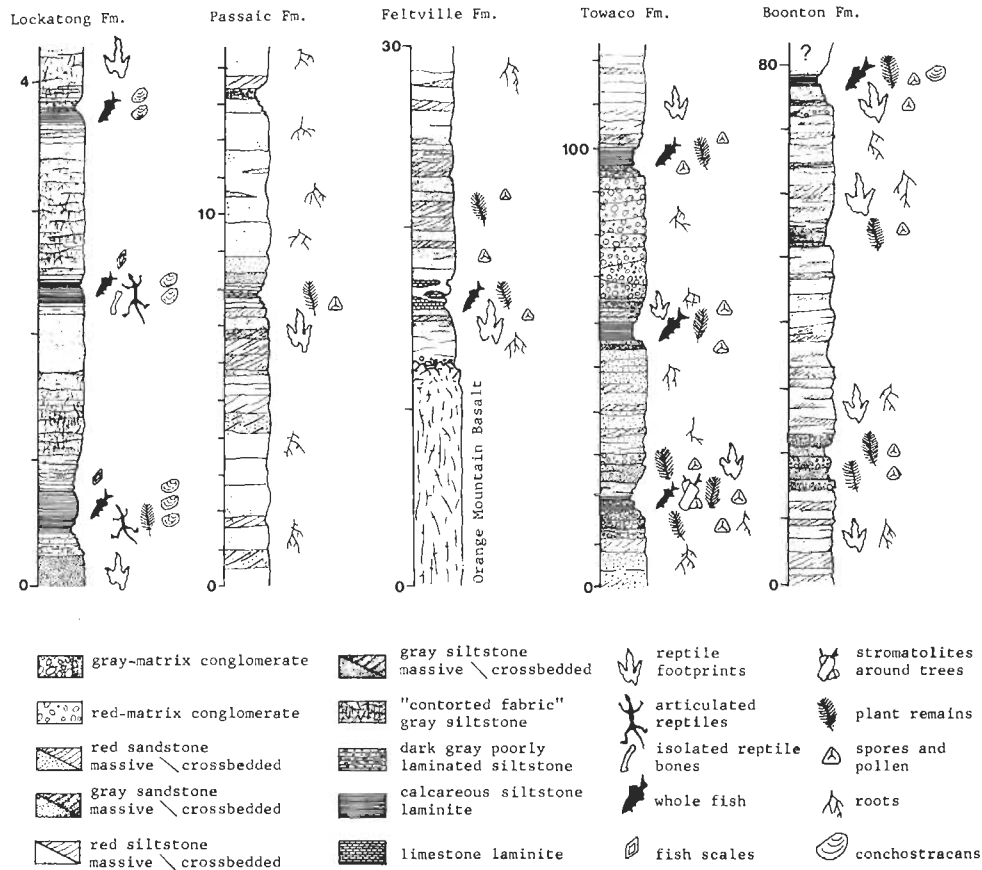 Lockatong Fm.
Passaic Fm.
Feltville Fm.
Towaco Fm.
Boonton Fm.
4
0
10
0
30
0
Orange Mountain Basalt
100
0
80
?
0
gray-matrix conglomerate
red-matrix conglomerate
red sandstone
massive \ crossbedded
gray sandstone
massive \ crossbedded
red siltstone
massive \ crossbedded
gray siltstone
massive \ crossbedded
"contorted fabric"
gray siltstone
dark gray poorly
laminated siltstone
calcareous siltstone
laminite
limestone laminite
reptile
footprints
articulated
reptiles
isolated reptile
bones
whole fish
fish scales
stromatolites
around trees
plant remains
spores and
pollen
roots
conchostracans